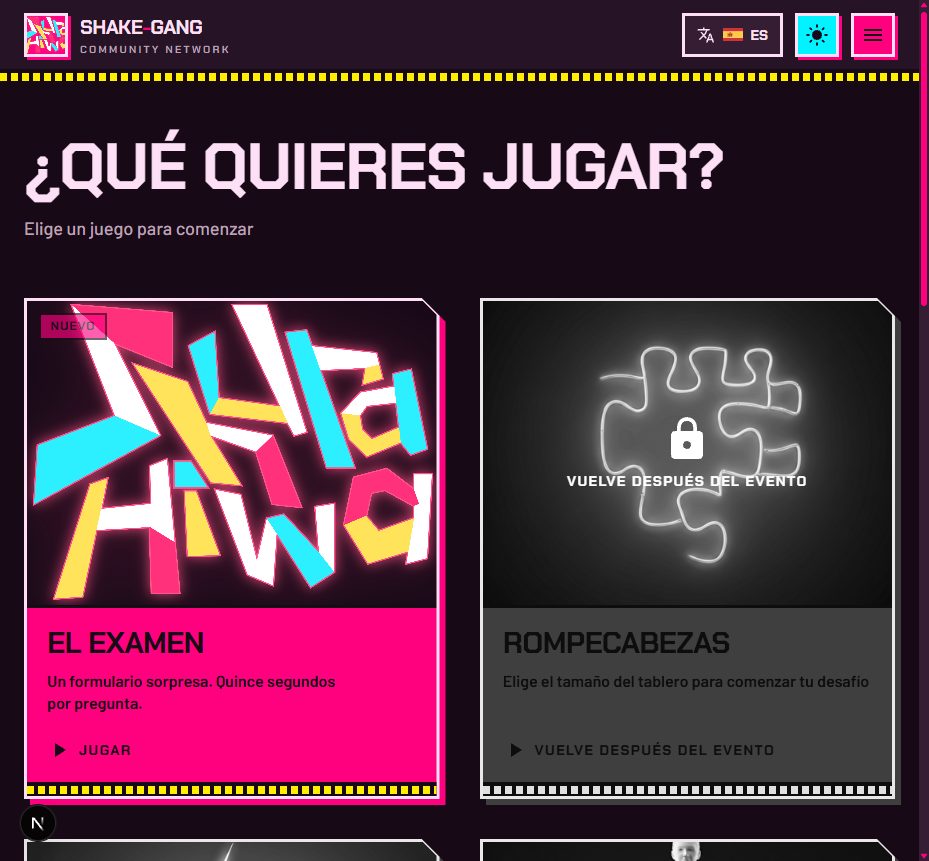 SHAKE-GANG
COMMUNITY NETWORK
ES
¿QUÉ QUIERES JUGAR?
Elige un juego para comenzar
NUEVO
VUELVE DESPUÉS DEL EVENTO
EL EXAMEN
Un formulario sorpresa. Quince segundos
por pregunta.
JUGAR
ROMPECABEZAS
Elige el tamaño del tablero para comenzar tu desafío
VUELVE DESPUÉS DEL EVENTO
N